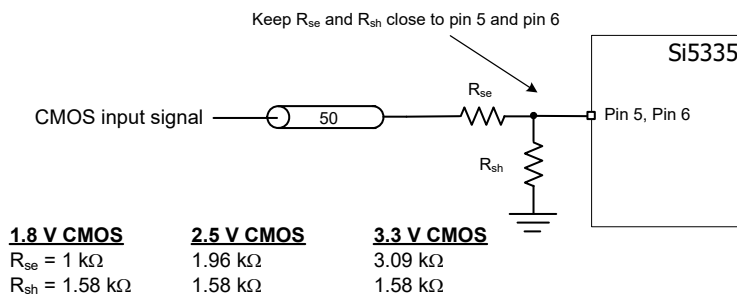 Keep Rse and Rsh close to pin 5 and pin 6
Si5335
Rse
CMOS input signal
50
Pin 5, Pin 6
Rsh
1.8 V CMOS 2.5 V CMOS 3.3 V CMOS
Rse = 1 kΩ 1.96 kΩ 3.09 kΩ
Rsh = 1.58 kΩ 1.58 kΩ 1.58 kΩ